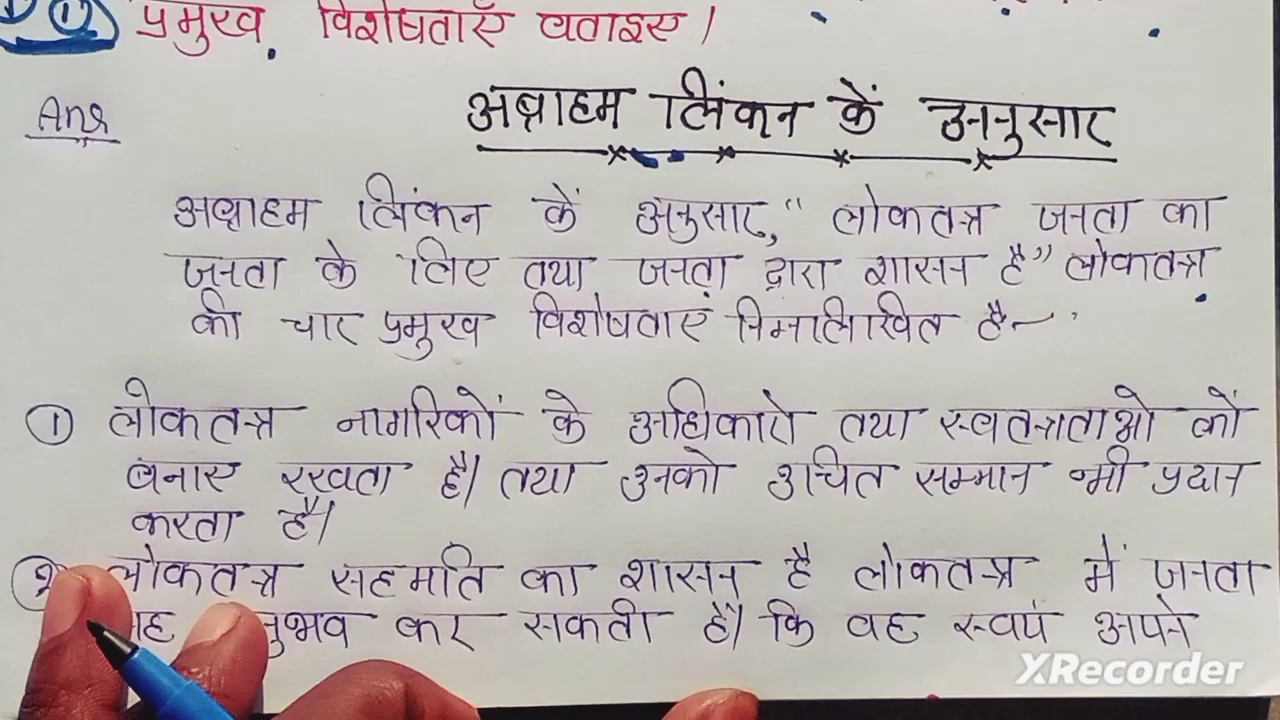 ① प्रमुख विशेषताएँ बताइए।
Ans
अब्राहम लिंकन कें अनुसार
अब्राहम लिंकन कें अनुसार, "लोकतन्त्र जनता का
जनता के लिए तथा जनता द्वारा शासन है" लोकतन्त्र
की चार प्रमुख विशेषताएं निम्नलिखित है-
① लोकतन्त्र नागरिकों के अधिकारो तथा स्वतन्त्रताओ कों
बनाए रखता है। तथा उनको उचित सम्मान भी प्रदान
करता है।
② लोकतन्त्र सहमति का शासन है लोकतन्त्र में जनता
कर सकती है। कि वह स्वयं अपने
XRecorder